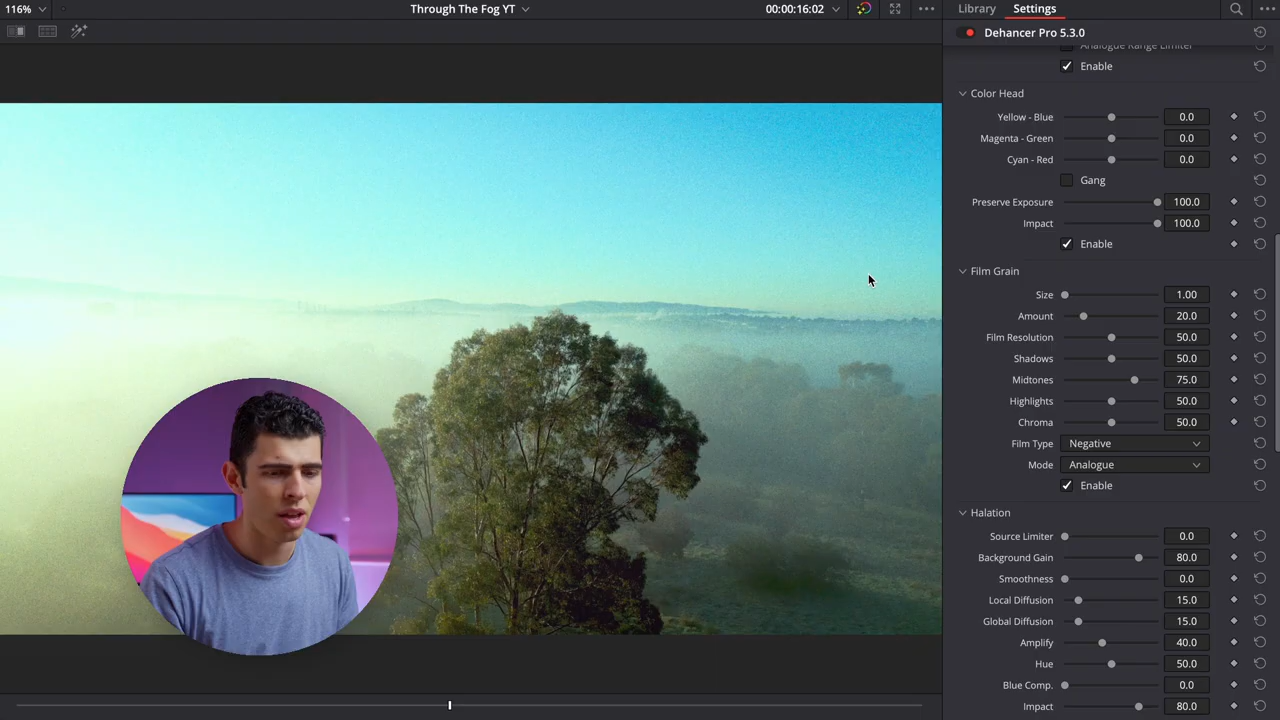 116%
Through The Fog YT
00:00:16:02
Library
Settings
Dehancer Pro 5.3.0
Analogue Range Limiter
Enable
Color Head
Yellow - Blue 0.0
Magenta - Green 0.0
Cyan - Red 0.0
Gang
Preserve Exposure 100.0
Impact 100.0
Enable
Film Grain
Size 1.00
Amount 20.0
Film Resolution 50.0
Shadows 50.0
Midtones 75.0
Highlights 50.0
Chroma 50.0
Film Type Negative
Mode Analogue
Enable
Halation
Source Limiter 0.0
Background Gain 80.0
Smoothness 0.0
Local Diffusion 15.0
Global Diffusion 15.0
Amplify 40.0
Hue 50.0
Blue Comp. 0.0
Impact 80.0